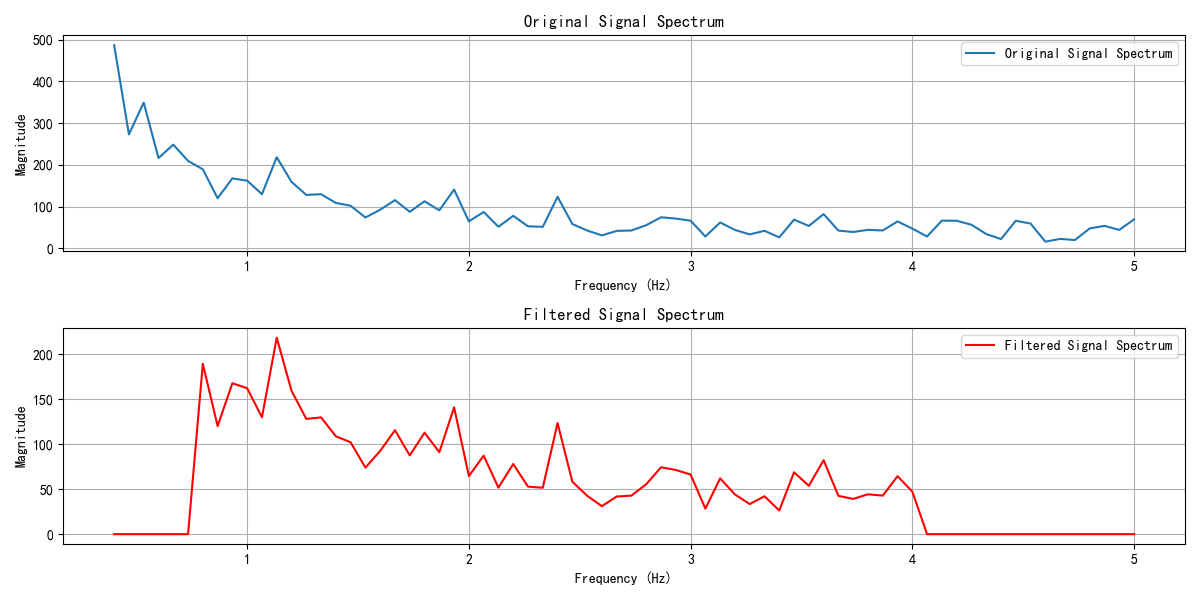 Original Signal Spectrum
500
400
300
200
100
0
Magnitude
Original Signal Spectrum
1 2 3 4 5
Frequency (Hz)
Filtered Signal Spectrum
200
150
100
50
0
Magnitude
Filtered Signal Spectrum
1 2 3 4 5
Frequency (Hz)